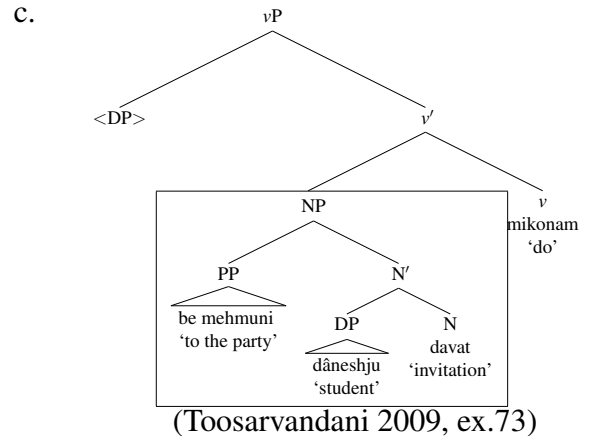 c.
vP
<DP>
v′
NP
v
mikonam
'do'
PP
N′
be mehmuni
'to the party'
DP
N
dâneshju
'student'
davat
'invitation'
(Toosarvandani 2009, ex.73)